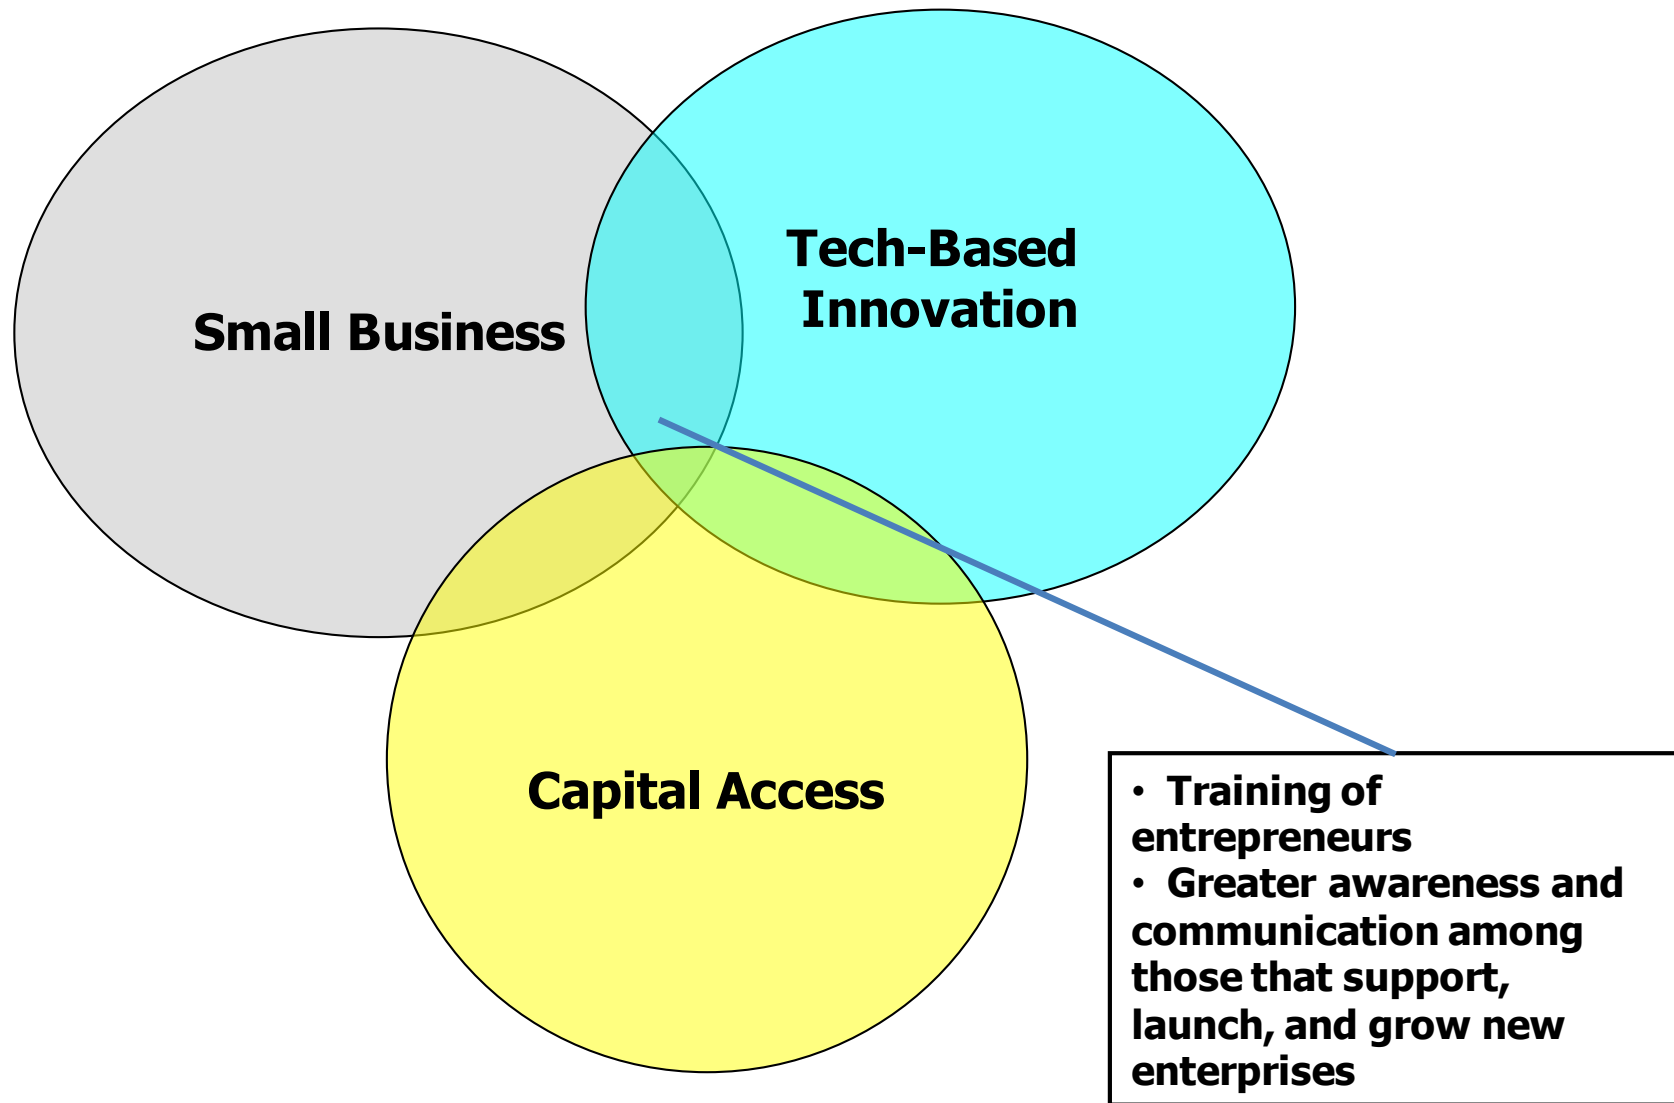 Tech-Based
Innovation
Small Business
Capital Access
• Training of
entrepreneurs
• Greater awareness and
communication among
those that support,
launch, and grow new
enterprises